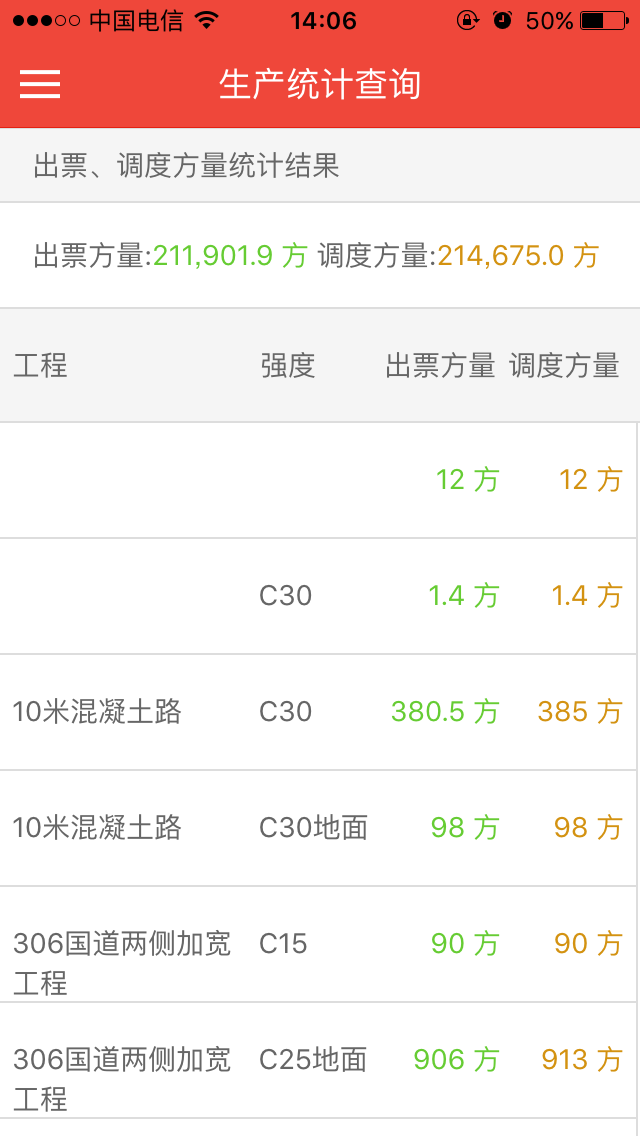 中国电信 14:06 50%
生产统计查询
出票、调度方量统计结果
出票方量:211,901.9 方 调度方量:214,675.0 方
工程 强度 出票方量 调度方量
12 方 12 方
C30 1.4 方 1.4 方
10米混凝土路 C30 380.5 方 385 方
10米混凝土路 C30地面 98 方 98 方
306国道两侧加宽 C15 90 方 90 方
工程
306国道两侧加宽 C25地面 906 方 913 方
工程